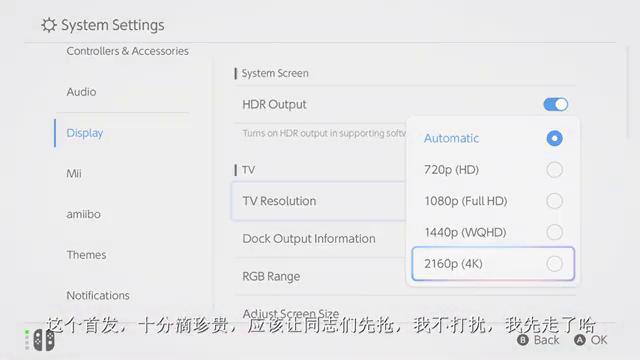 System Settings
Controls & Accessories
Audio
Display
Mii
amiibo
Themes
Notifications
System Screen
HDR Output
Turns on HDR output in supporting softw
TV
TV Resolution
Dock Output Information
RGB Range
Adjust Screen Size
Automatic
720p (HD)
1080p (Full HD)
1440p (WQHD)
2160p (4K)
这个首发，十分滴珍贵，应该让同志们先抢，我不打扰，我先走了哈
B Back
A OK